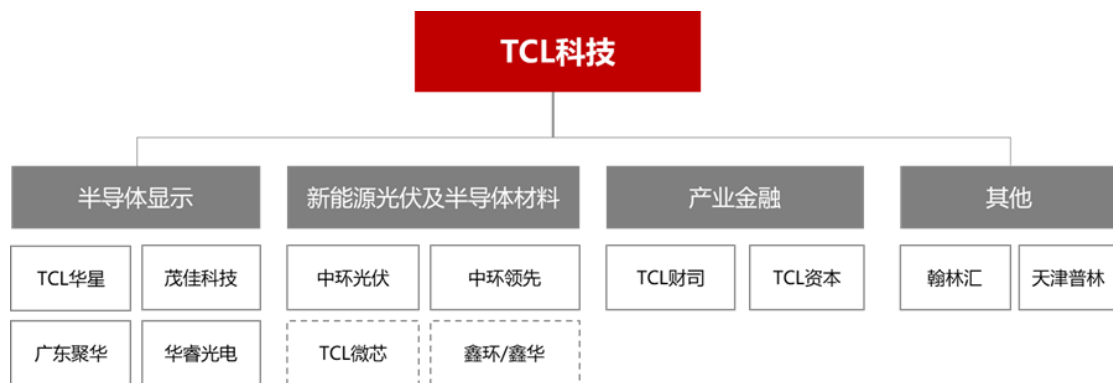 TCL科技
半导体显示
新能源光伏及半导体材料
产业金融
其他
TCL华星
茂佳科技
中环光伏
中环领先
TCL财司
TCL资本
翰林汇
天津普林
广东聚华
华睿光电
TCL微芯
鑫环/鑫华